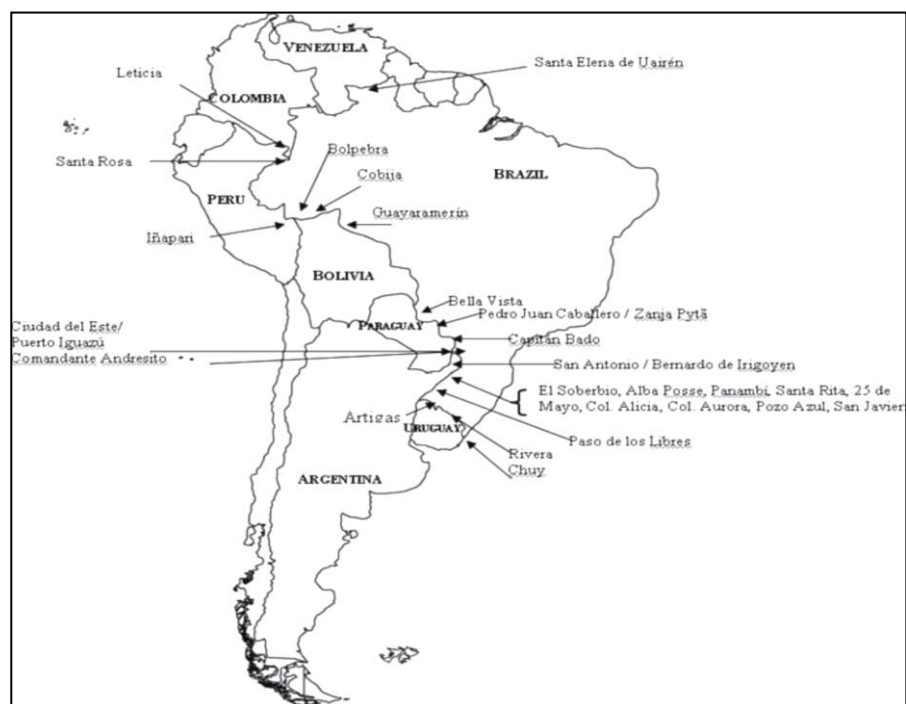 VENEZUELA
Santa Elena de Uairén
Leticia
COLOMBIA
Bolpebra
Santa Rosa
Cobija
BRAZIL
PERU
Guayaramerín
Iñapari
BOLIVIA
Bella Vista
Pedro Juan Caballero / Zanja Pytã
Ciudad del Este/
Puerto Iguazú
Comandante Andresito
PARAGUAY
Capitán Bado
San Antonio / Bernardo de Irigoyen
El Soberbio, Alba Posse, Panambí, Santa Rita, 25 de
Mayo, Col. Alicia, Col. Aurora, Pozo Azul, San Javier
Artigas
URUGUAY
Paso de los Libres
Rivera
Chuy
ARGENTINA